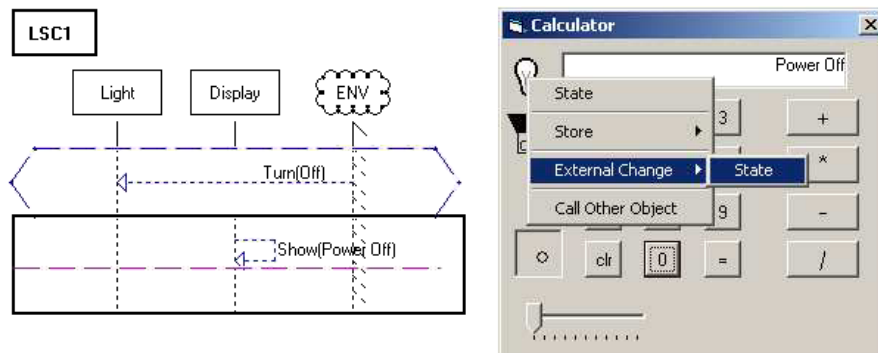 LSC1
Light Display ENV
Turn(Off)
Show(Power Off)
Calculator
Power Off
State
Store
External Change State
Call Other Object
3 +
*
9 -
clr 0 = /